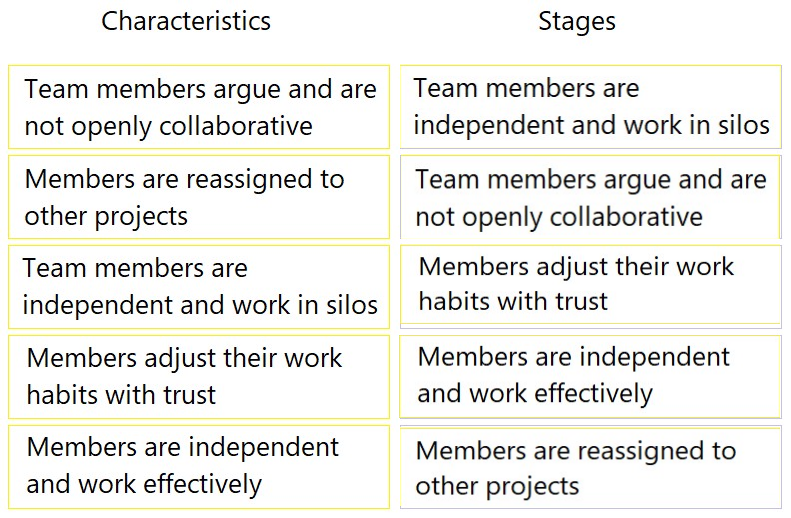 Characteristics
Stages
Team members argue and are
not openly collaborative
Team members are
independent and work in silos
Members are reassigned to
other projects
Team members argue and are
not openly collaborative
Team members are
independent and work in silos
Members adjust their work
habits with trust
Members adjust their work
habits with trust
Members are independent
and work effectively
Members are independent
and work effectively
Members are reassigned to
other projects